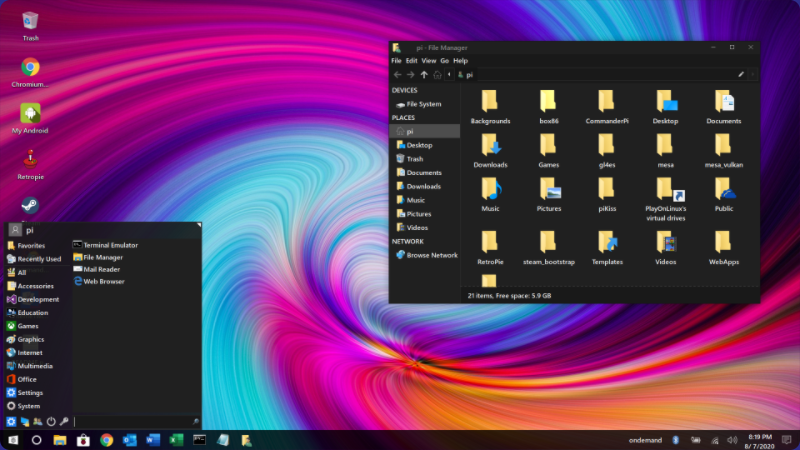 Trash
Chromium...
My Android
Retropie
pi - File Manager
File Edit View Go Help
pi
DEVICES
File System
PLACES
pi
Desktop
Trash
Documents
Downloads
Music
Pictures
Videos
NETWORK
Browse Network
Backgrounds box86 CommanderPi Desktop Documents
Downloads Games gl4es mesa mesa_vulkan
Music Pictures piKiss PlayOnLinux's virtual drives Public
RetroPie steam_bootstrap Templates Videos WebApps
21 items, Free space: 5.9 GB
pi
Favorites
Recently Used
All
Accessories
Development
Education
Games
Graphics
Internet
Multimedia
Office
Settings
System
Terminal Emulator
File Manager
Mail Reader
Web Browser
ondemand
8:19 PM
8/ 7/2020